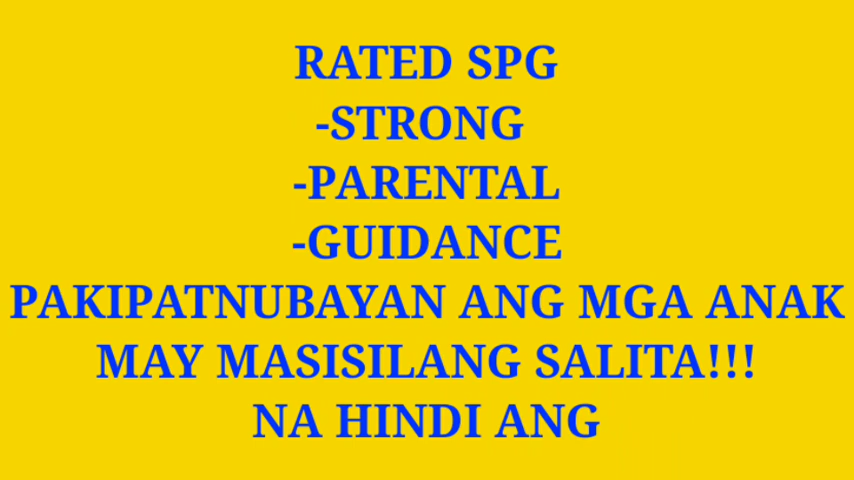 RATED SPG
-STRONG
-PARENTAL
-GUIDANCE
PAKIPATNUBAYAN ANG MGA ANAK
MAY MASISILANG SALITA!!!
NA HINDI ANG